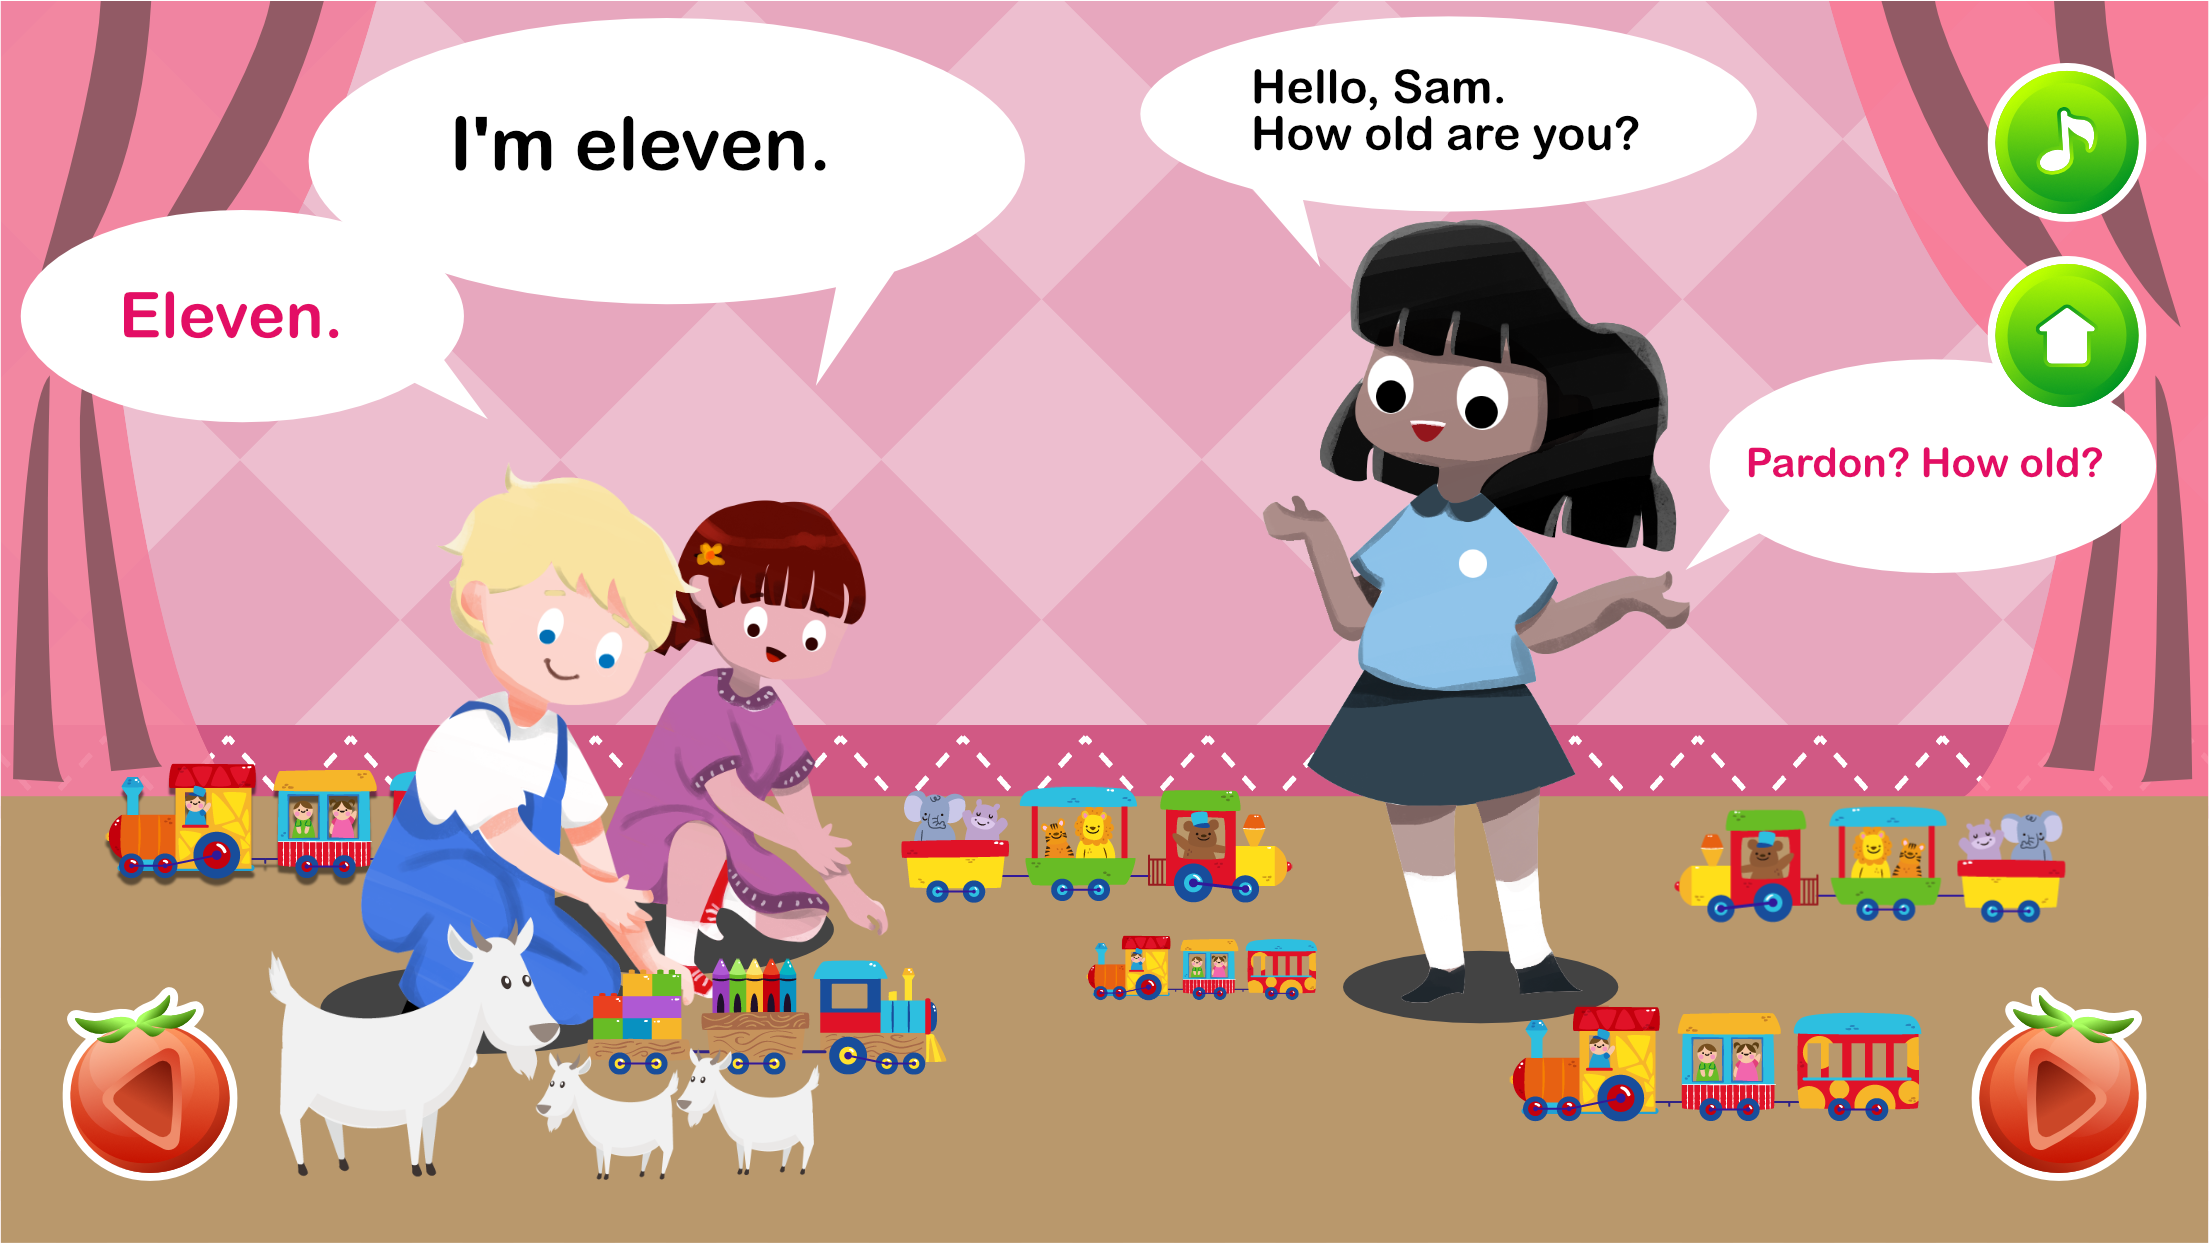 Hello, Sam.
How old are you?
I'm eleven.
Pardon? How old?
Eleven.